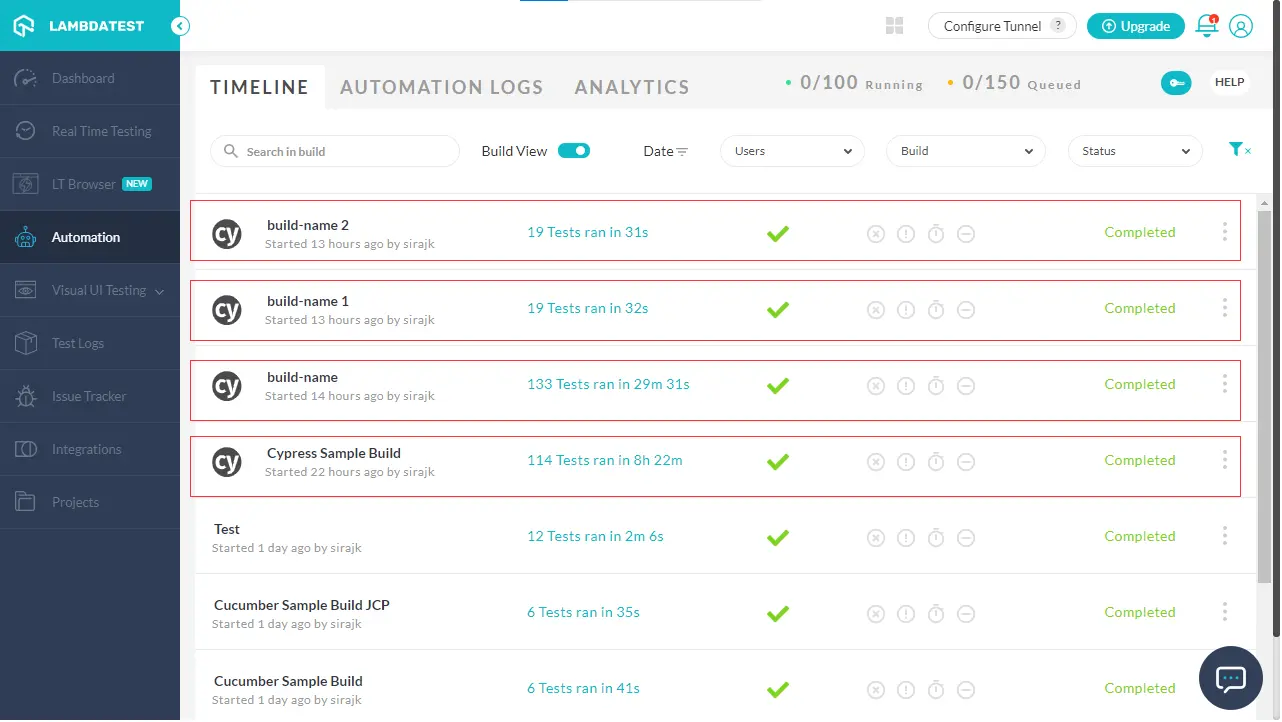 LAMBDATEST
Configure Tunnel ?
Upgrade
1
Dashboard
Real Time Testing
LT Browser NEW
Automation
Visual UI Testing
Test Logs
Issue Tracker
Integrations
Projects
TIMELINE AUTOMATION LOGS ANALYTICS
0/100 Running 0/150 Queued
HELP
Search in build
Build View
Date
Users
Build
Status
cy
build-name 2
Started 13 hours ago by sirajk
19 Tests ran in 31s
Completed
cy
build-name 1
Started 13 hours ago by sirajk
19 Tests ran in 32s
Completed
cy
build-name
Started 14 hours ago by sirajk
133 Tests ran in 29m 31s
Completed
cy
Cypress Sample Build
Started 22 hours ago by sirajk
114 Tests ran in 8h 22m
Completed
Test
Started 1 day ago by sirajk
12 Tests ran in 2m 6s
Completed
Cucumber Sample Build JCP
Started 1 day ago by sirajk
6 Tests ran in 35s
Completed
Cucumber Sample Build
Started 1 day ago by sirajk
6 Tests ran in 41s
Completed